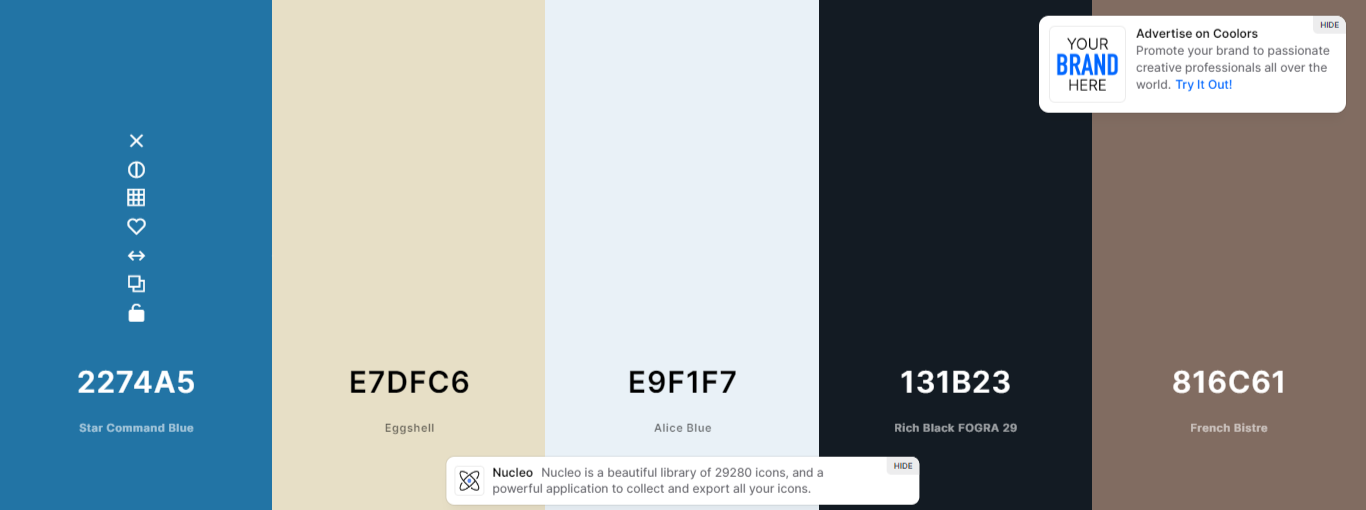 HIDE
YOUR
BRAND
HERE
Advertise on Coolors
Promote your brand to passionate
creative professionals all over the
world. Try It Out!
2274A5
Star Command Blue
E7DFC6
Eggshell
E9F1F7
Alice Blue
131B23
Rich Black FOGRA 29
816C61
French Bistre
HIDE
Nucleo Nucleo is a beautiful library of 29280 icons, and a
powerful application to collect and export all your icons.